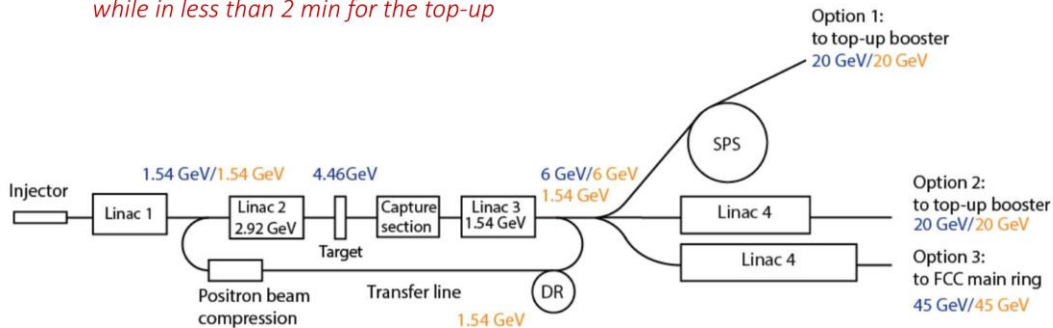 while in less than 2 min for the top-up
Option 1:
to top-up booster
20 GeV/20 GeV
SPS
1.54 GeV/1.54 GeV
4.46GeV
6 GeV/6 GeV
1.54 GeV
Injector
Linac 1
Linac 2
2.92 GeV
Target
Capture
section
Linac 3
1.54 GeV
Linac 4
Option 2:
to top-up booster
20 GeV/20 GeV
Linac 4
Option 3:
to FCC main ring
45 GeV/45 GeV
Positron beam
compression
Transfer line
DR
1.54 GeV